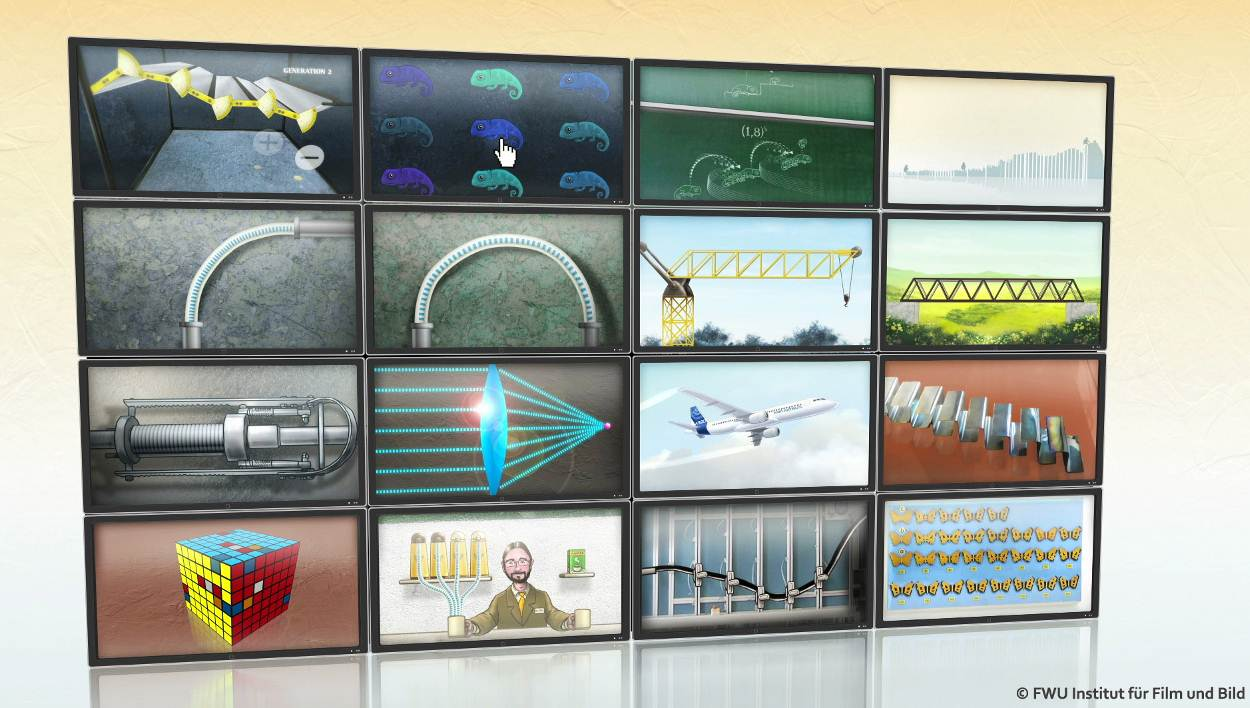 GENERATION 2
(1,8)
© FWU Institut für Film und Bild